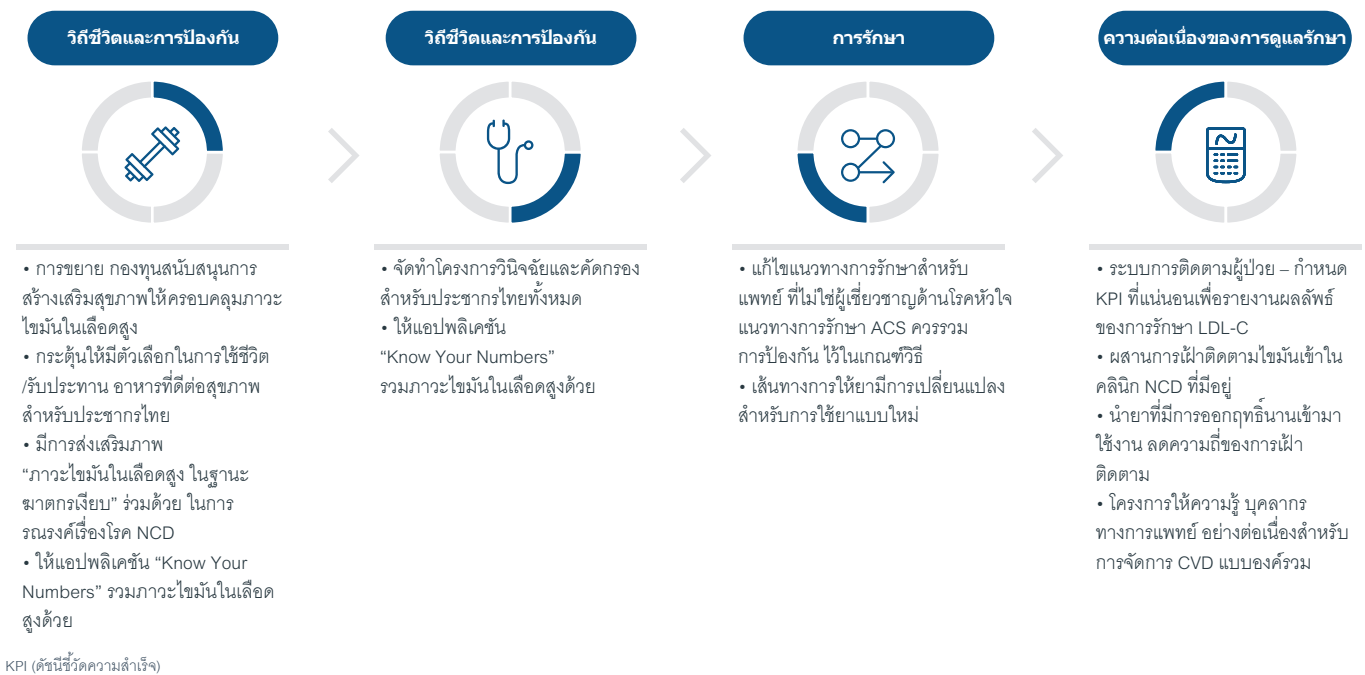 วิถีชีวิตและการป้องกัน
• การขยาย กองทุนสนับสนุนการ
สร้างเสริมสุขภาพให้ครอบคลุมภาวะ
ไขมันในเลือดสูง
• กระตุ้นให้มีตัวเลือกในการใช้ชีวิต
/รับประทาน อาหารที่ดีต่อสุขภาพ
สำหรับประชากรไทย
• มีการส่งเสริมภาพ
“ภาวะไขมันในเลือดสูง ในฐานะ
ฆาตกรเงียบ” ร่วมด้วย ในการ
รณรงค์เรื่องโรค NCD
• ให้แอปพลิเคชัน “Know Your
Numbers” รวมภาวะไขมันในเลือด
สูงด้วย
วิถีชีวิตและการป้องกัน
• จัดทำโครงการวินิจฉัยและคัดกรอง
สำหรับประชากรไทยทั้งหมด
• ให้แอปพลิเคชัน
“Know Your Numbers”
รวมภาวะไขมันในเลือดสูงด้วย
การรักษา
• แก้ไขแนวทางการรักษาสำหรับ
แพทย์ ที่ไม่ใช่ผู้เชี่ยวชาญด้านโรคหัวใจ
แนวทางการรักษา ACS ควรรวม
การป้องกัน ไว้ในเกณฑ์วิธี
• เส้นทางการให้ยามีการเปลี่ยนแปลง
สำหรับการใช้ยาแบบใหม่
ความต่อเนื่องของการดูแลรักษา
• ระบบการติดตามผู้ป่วย – กำหนด
KPI ที่แน่นอนเพื่อรายงานผลลัพธ์
ของการรักษา LDL-C
• ผสานการเฝ้าติดตามไขมันเข้าใน
คลินิก NCD ที่มีอยู่
• นำยาที่มีการออกฤทธิ์นานเข้ามา
ใช้งาน ลดความถี่ของการเฝ้า
ติดตาม
• โครงการให้ความรู้ บุคลากร
ทางการแพทย์ อย่างต่อเนื่องสำหรับ
การจัดการ CVD แบบองค์รวม
KPI (ดัชนีชี้วัดความสำเร็จ)